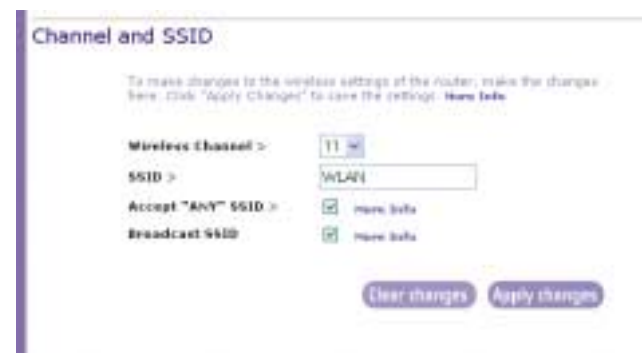 Channel and SSID
To make changes to the wireless settings of the router, make the changes
here. Click "Apply Changes" to save the settings. More Info
Wireless Channel > 11
SSID > WLAN
Accept "ANY" SSID > More Info
Broadcast SSID More Info
Clear changes Apply changes